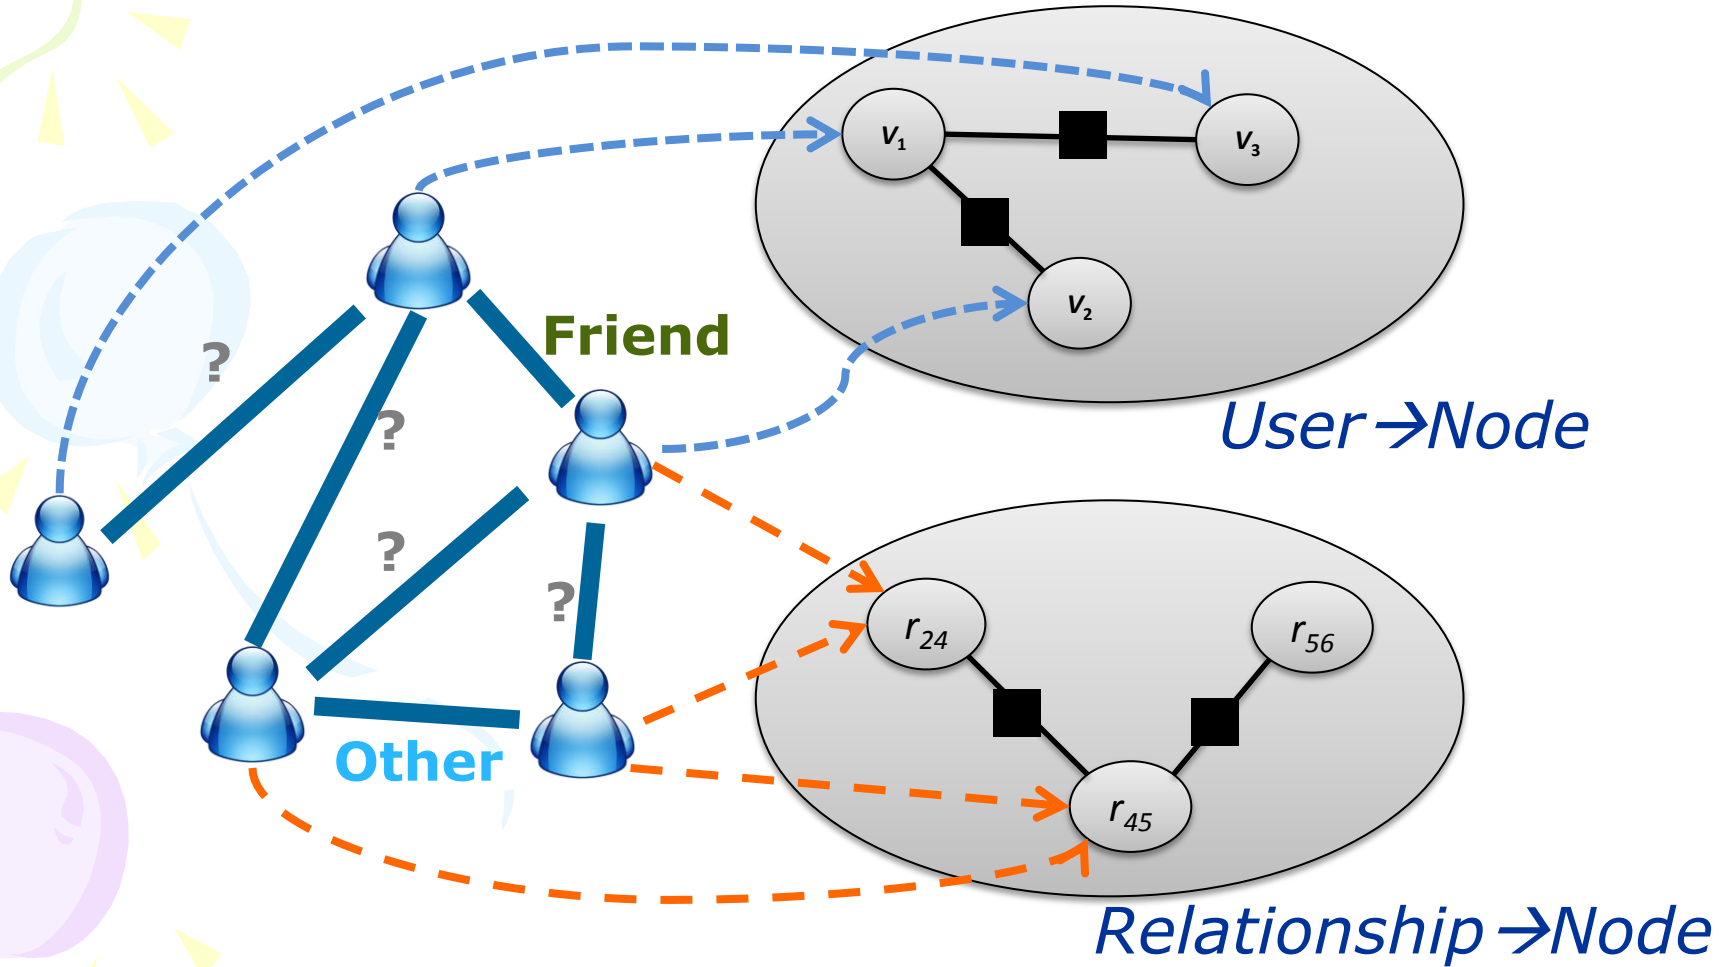 v₁
v₃
v₂
Friend
?
?
?
?
Other
User→Node
r₂₄
r₅₆
r₄₅
Relationship→Node